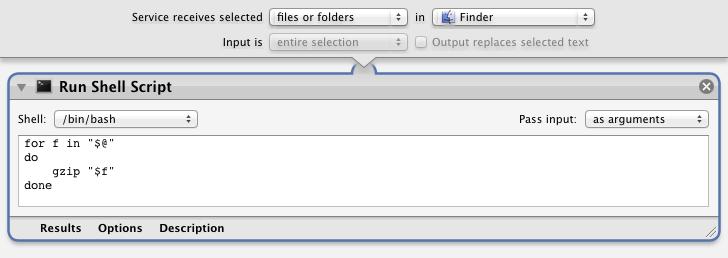 Service receives selected files or folders in Finder
Input is entire selection Output replaces selected text
Run Shell Script
Shell: /bin/bash Pass input: as arguments
for f in "$@"
do
    gzip "$f"
done
Results Options Description